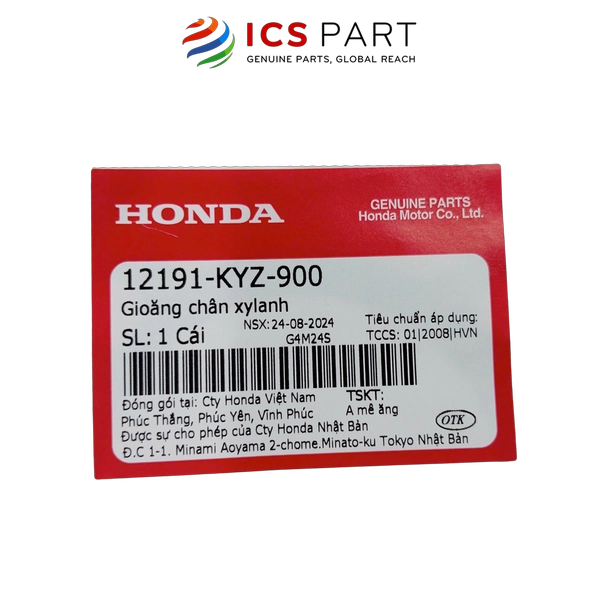 ICS PART
GENUINE PARTS, GLOBAL REACH
HONDA
GENUINE PARTS
Honda Motor Co., Ltd.
12191-KYZ-900
Gioăng chân xylanh
SL: 1 Cái
NSX: 24-08-2024
G4M24S
Tiêu chuẩn áp dụng:
TCCS: 01|2008|HVN
Đóng gói tại: Cty Honda Việt Nam
Phúc Thắng, Phúc Yên, Vĩnh Phúc
Được sự cho phép của Cty Honda Nhật Bản
Đ.C 1-1. Minami Aoyama 2-chome.Minato-ku Tokyo Nhật Bản
TSKT:
A mê ăng
OTK